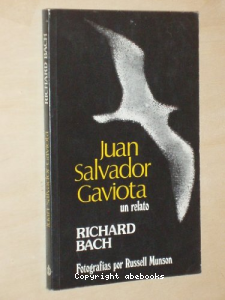 RICHARD BACH
Juan
Salvador
Gaviota
un relato
RICHARD
BACH
Fotografías por Russell Munson
Copyright abebooks!